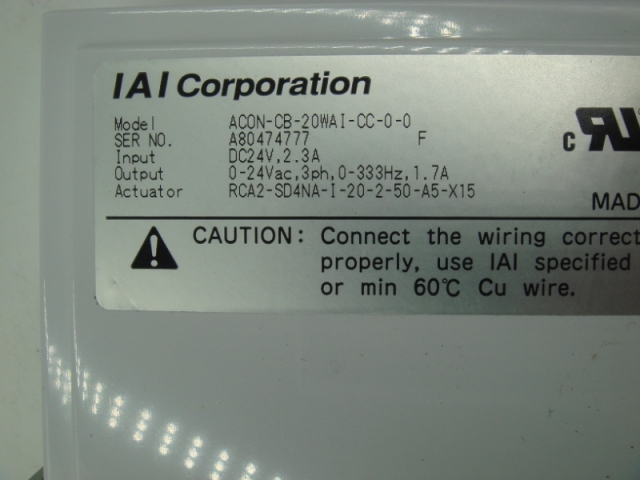 IAI Corporation
Model ACON-CB-20WAI-CC-0-0
SER NO. A80474777 F
Input DC24V, 2.3A
Output 0-24Vac,3ph,0-333Hz,1.7A
Actuator RCA2-SD4NA-I-20-2-50-A5-X15
c RU
MAD
CAUTION: Connect the wiring correct
properly, use IAI specified
or min 60℃ Cu wire.